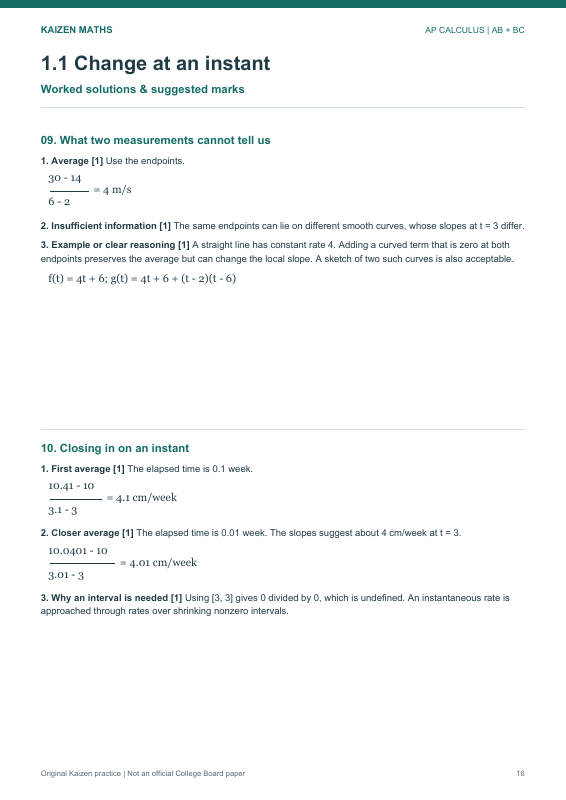 KAIZEN MATHS
AP CALCULUS | AB + BC
1.1 Change at an instant
Worked solutions & suggested marks
09. What two measurements cannot tell us
1. Average [1] Use the endpoints.
30 - 14
= 4 m/s
6 - 2
2. Insufficient information [1] The same endpoints can lie on different smooth curves, whose slopes at t = 3 differ.
3. Example or clear reasoning [1] A straight line has constant rate 4. Adding a curved term that is zero at both
endpoints preserves the average but can change the local slope. A sketch of two such curves is also acceptable.
f(t) = 4t + 6; g(t) = 4t + 6 + (t - 2)(t - 6)
10. Closing in on an instant
1. First average [1] The elapsed time is 0.1 week.
10.41 - 10
= 4.1 cm/week
3.1 - 3
2. Closer average [1] The elapsed time is 0.01 week. The slopes suggest about 4 cm/week at t = 3.
10.0401 - 10
= 4.01 cm/week
3.01 - 3
3. Why an interval is needed [1] Using [3, 3] gives 0 divided by 0, which is undefined. An instantaneous rate is
approached through rates over shrinking nonzero intervals.
Original Kaizen practice | Not an official College Board paper
16